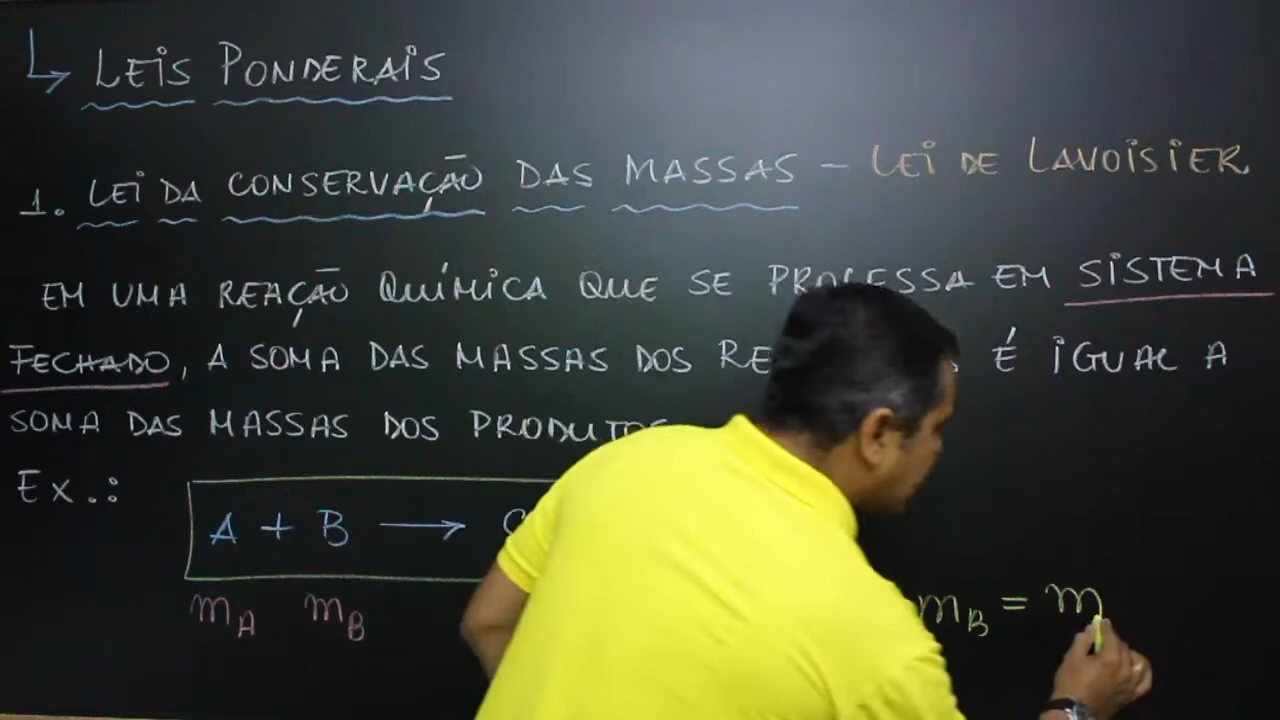 ↳ LEIS PONDERAIS
1. LEI DA CONSERVAÇÃO DAS MASSAS – LEI DE LAVOISIER
EM UMA REAÇÃO QUÍMICA QUE SE PROCESSA EM SISTEMA
FECHADO, A SOMA DAS MASSAS DOS É IGUAL A
SOMA DAS MASSAS DOS PRODUTOS
Ex.:
A + B → C
mA mB mB = m